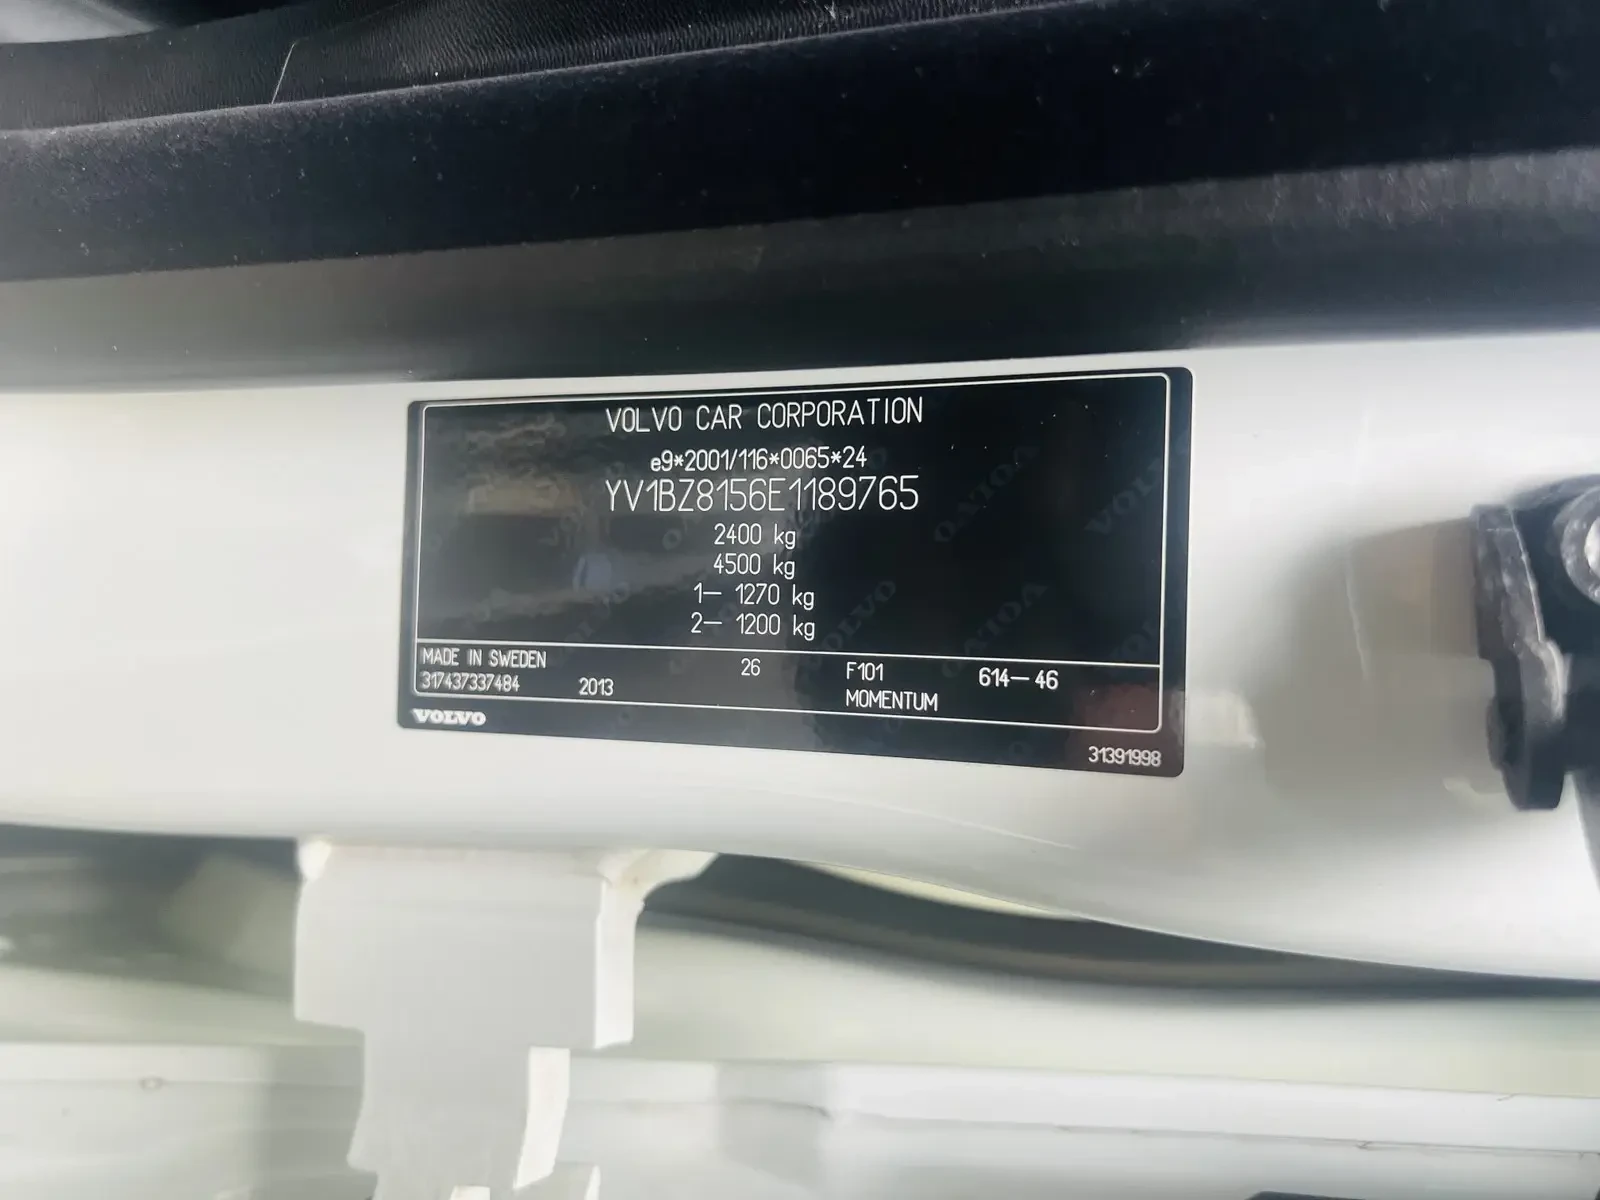 VOLVO CAR CORPORATION
e9*2001/116*0065*24
YV1BZ8156E1189765
2400 kg
4500 kg
1— 1270 kg
2— 1200 kg
MADE IN SWEDEN
317437337484
2013
26
F101
MOMENTUM
614—46
VOLVO
31391998